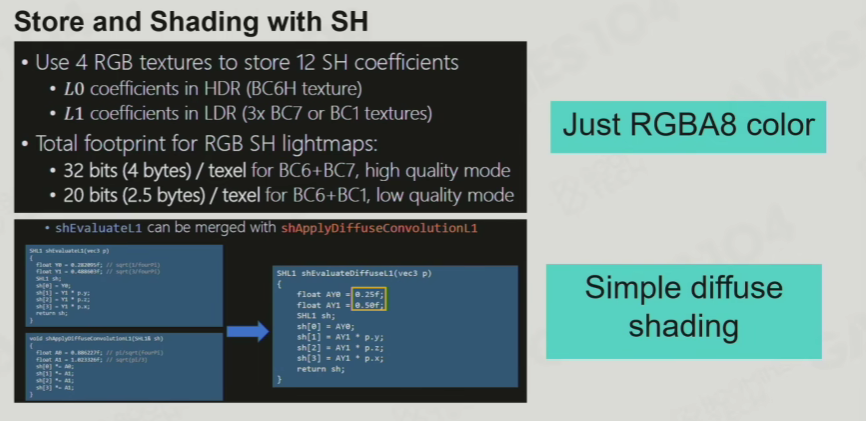 Store and Shading with SH
• Use 4 RGB textures to store 12 SH coefficients
• L0 coefficients in HDR (BC6H texture)
• L1 coefficients in LDR (3x BC7 or BC1 textures)
• Total footprint for RGB SH lightmaps:
• 32 bits (4 bytes) / texel for BC6+BC7, high quality mode
• 20 bits (2.5 bytes) / texel for BC6+BC1, low quality mode
Just RGBA8 color
• shEvaluateL1 can be merged with shApplyDiffuseConvolutionL1
SHL1 shEvaluateL1(vec3 p)
{
float Y0 = 0.282095f; // sqrt(1/fourPi)
float Y1 = 0.488603f; // sqrt(3/fourPi)
SHL1 sh;
sh[0] = Y0;
sh[1] = Y1 * p.y;
sh[2] = Y1 * p.z;
sh[3] = Y1 * p.x;
return sh;
}
void shApplyDiffuseConvolutionL1(SHL1& sh)
{
float A0 = 0.886227f; // pi/sqrt(fourPi)
float A1 = 1.023326f; // sqrt(pi/3)
sh[0] *= A0;
sh[1] *= A1;
sh[2] *= A1;
sh[3] *= A1;
}
SHL1 shEvaluateDiffuseL1(vec3 p)
{
float AY0 = 0.25f;
float AY1 = 0.50f;
SHL1 sh;
sh[0] = AY0;
sh[1] = AY1 * p.y;
sh[2] = AY1 * p.z;
sh[3] = AY1 * p.x;
return sh;
}
Simple diffuse
shading